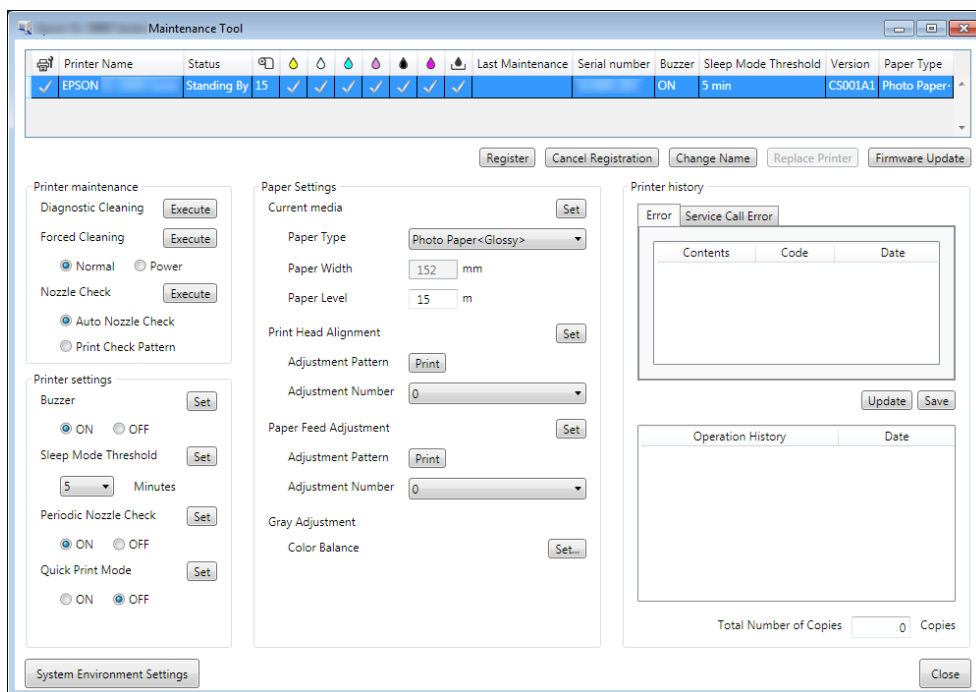 Maintenance Tool
Printer Name Status Last Maintenance Serial number Buzzer Sleep Mode Threshold Version Paper Type
EPSON Standing By 15 ON 5 min CS001A1 Photo Paper
Register Cancel Registration Change Name Replace Printer Firmware Update
Printer maintenance
Diagnostic Cleaning Execute
Forced Cleaning Execute
Normal Power
Nozzle Check Execute
Auto Nozzle Check
Print Check Pattern
Printer settings
Buzzer Set
ON OFF
Sleep Mode Threshold Set
5 Minutes
Periodic Nozzle Check Set
ON OFF
Quick Print Mode Set
ON OFF
Paper Settings
Current media Set
Paper Type Photo Paper<Glossy>
Paper Width 152 mm
Paper Level 15 m
Print Head Alignment Set
Adjustment Pattern Print
Adjustment Number 0
Paper Feed Adjustment Set
Adjustment Pattern Print
Adjustment Number 0
Gray Adjustment
Color Balance Set...
Printer history
Error Service Call Error
Contents Code Date
Update Save
Operation History Date
Total Number of Copies 0 Copies
System Environment Settings Close